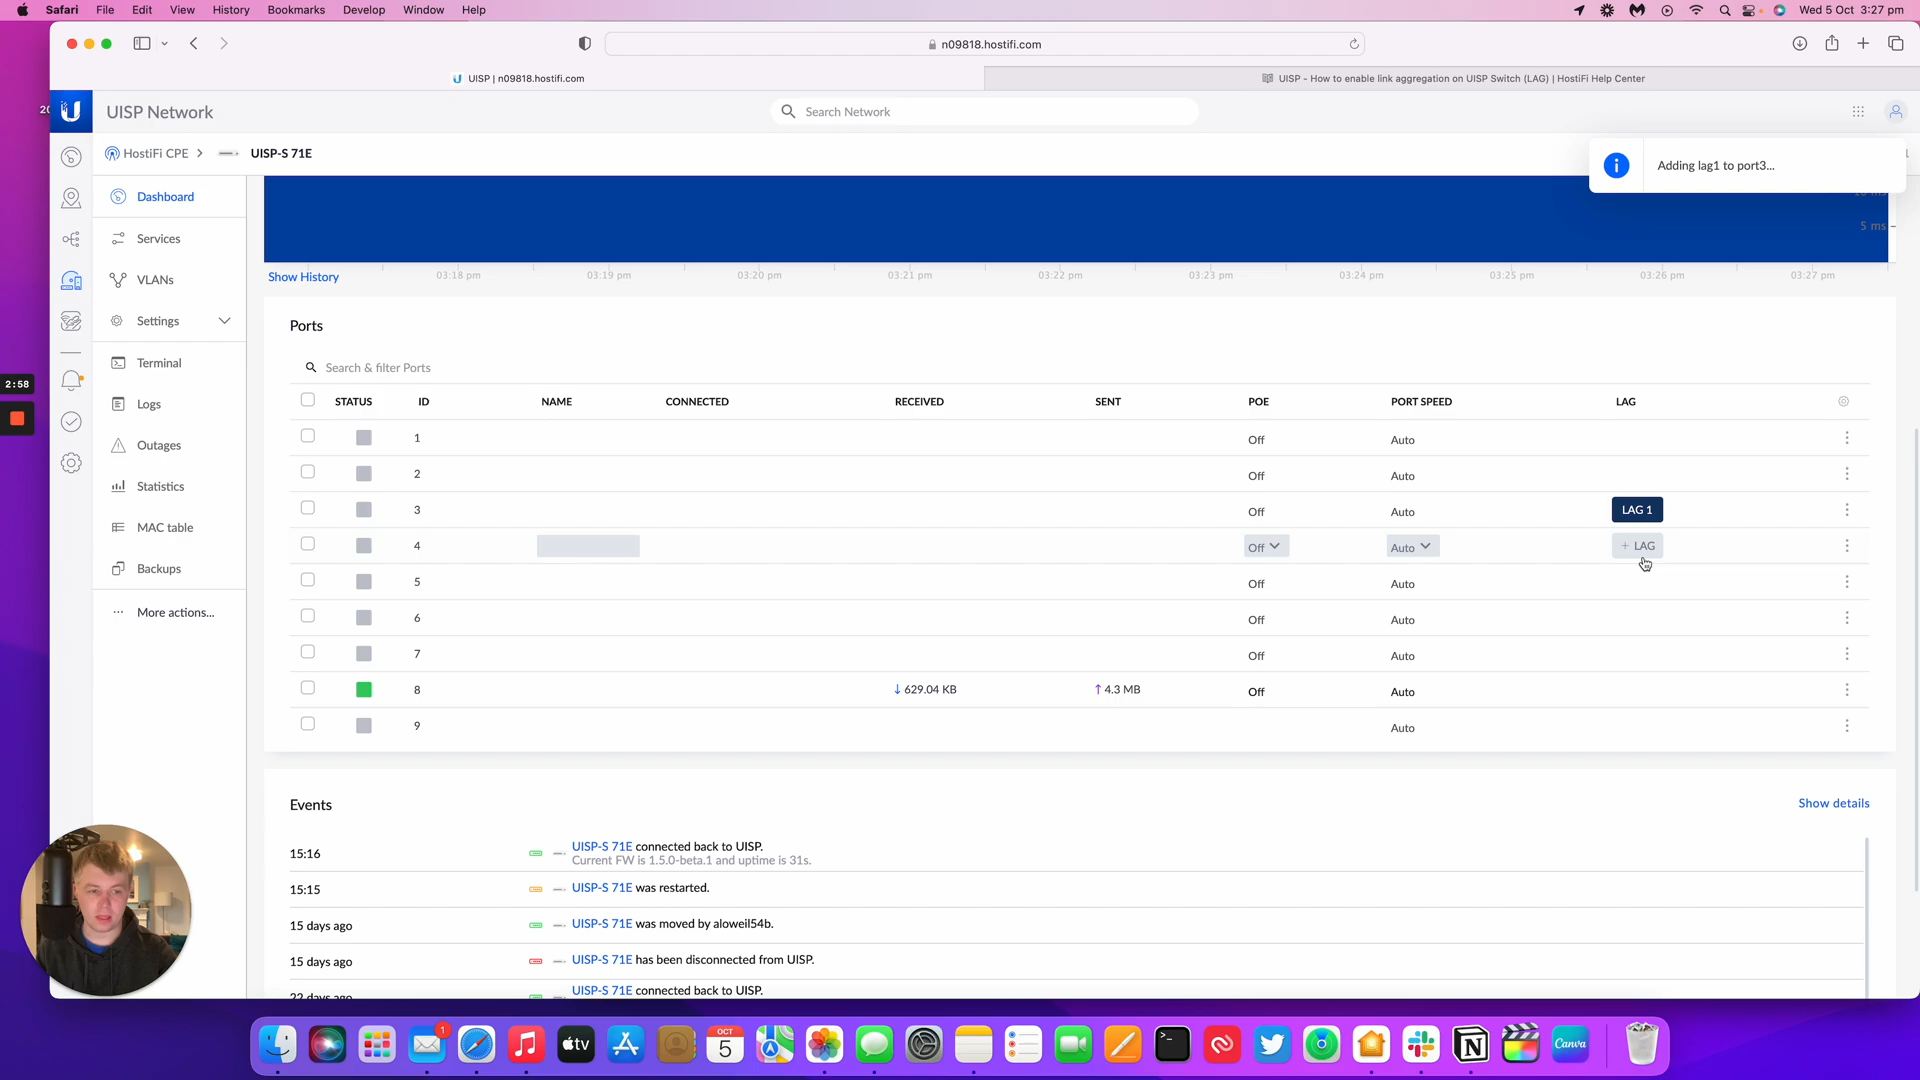 Safari File Edit View History Bookmarks Develop Window Help Wed 5 Oct 3:27 pm
n09818.hostifi.com
UISP | n09818.hostifi.com
UISP - How to enable link aggregation on UISP Switch (LAG) | HostiFi Help Center
UISP Network
Search Network
HostiFi CPE > UISP-S 71E
Adding lag1 to port3...
Dashboard
Services
VLANs
Settings
Terminal
Logs
Outages
Statistics
MAC table
Backups
More actions...
2:58
5 ms
03:18 pm 03:19 pm 03:20 pm 03:21 pm 03:22 pm 03:23 pm 03:24 pm 03:25 pm 03:26 pm 03:27 pm
Show History
Ports
Search & filter Ports
STATUS ID NAME CONNECTED RECEIVED SENT POE PORT SPEED LAG
1 Off Auto
2 Off Auto
3 Off Auto LAG 1
4 Off Auto + LAG
5 Off Auto
6 Off Auto
7 Off Auto
8 ↓ 629.04 KB ↑ 4.3 MB Off Auto
9 Auto
Events
Show details
15:16 UISP-S 71E connected back to UISP.
Current FW is 1.5.0-beta.1 and uptime is 31s.
15:15 UISP-S 71E was restarted.
15 days ago UISP-S 71E was moved by aloweil54b.
15 days ago UISP-S 71E has been disconnected from UISP.
22 days ago UISP-S 71E connected back to UISP.
1
tv
OCT
5
Canva